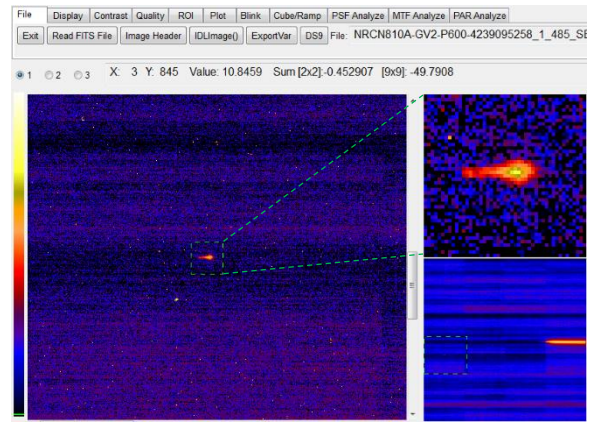 File Display Contrast Quality ROI Plot Blink Cube/Ramp PSF Analyze MTF Analyze PAR Analyze
Exit Read FITS File Image Header IDLImage() ExportVar DS9 File: NRCN810A-GV2-P600-4239095258_1_485_SE
1 2 3 X: 3 Y: 845 Value: 10.8459 Sum [2x2]:-0.452907 [9x9]: -49.7908